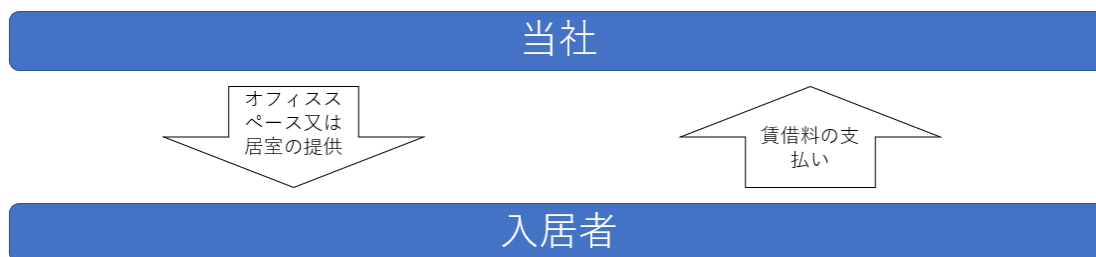 当社
オフィスス
ペース又は
居室の提供
賃借料の支
払い
入居者